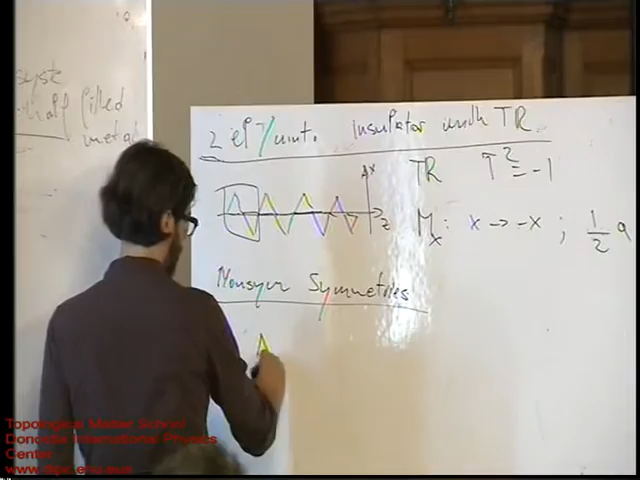 syst
half filled
metal
2 el/unit. insulator with TR
TR T² = -1
x
z
Mx: x → -x ; 1/2 a
Nonsym Symmetries
Topological Matter School
Donostia International Physics
Center
www.dipc.ehu.eus